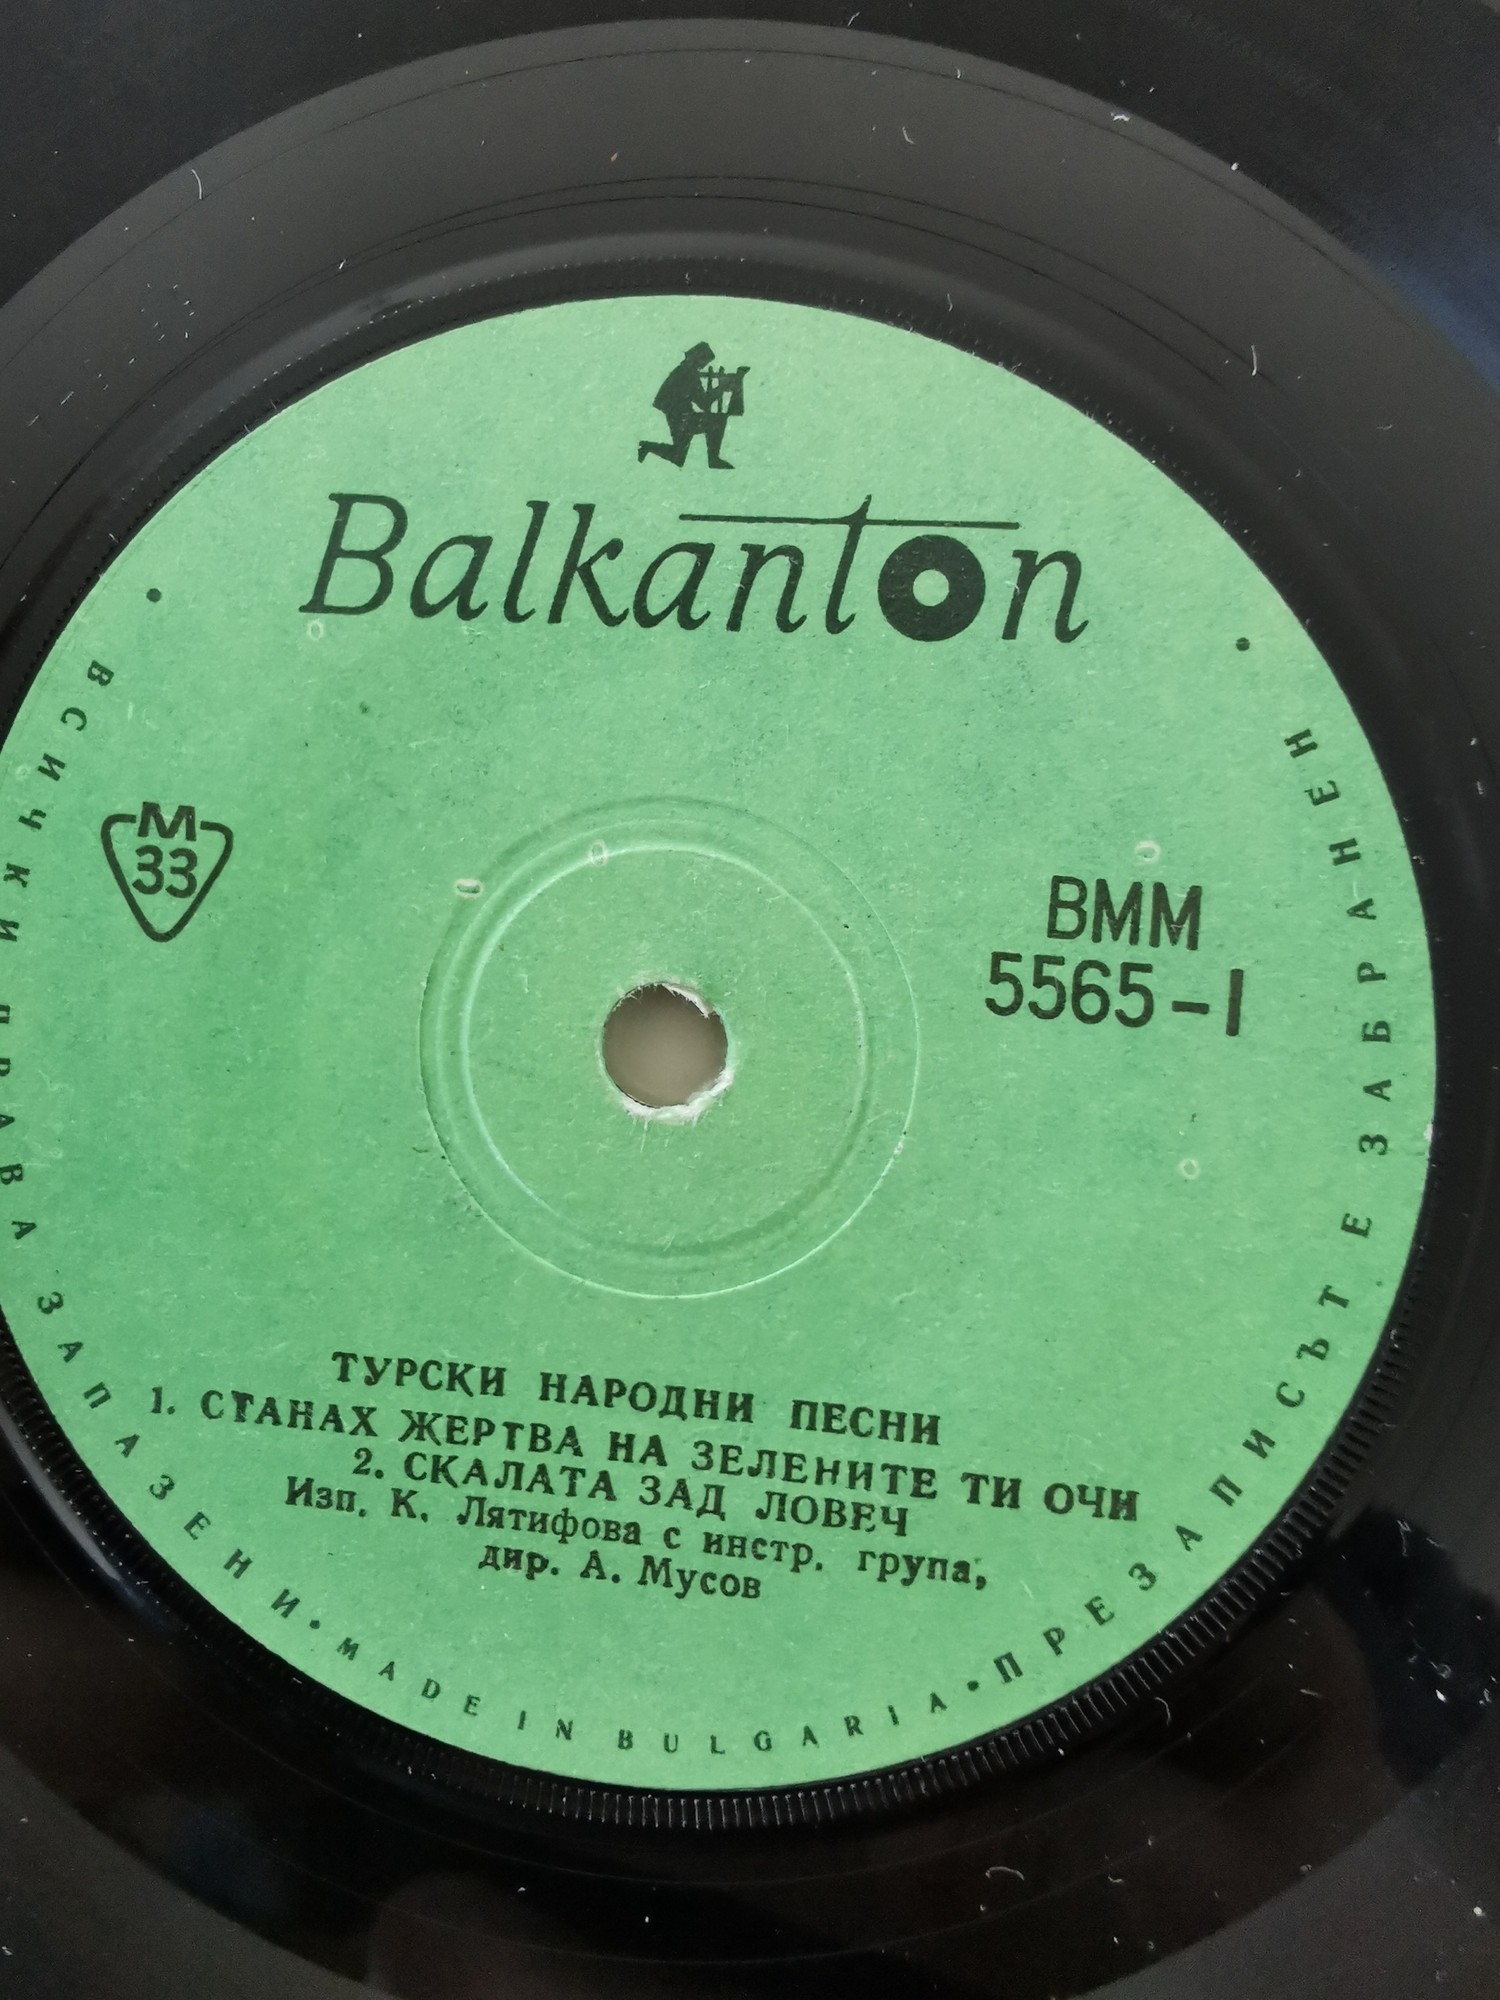 Balkanton
М
33
ВММ
5565-I
ТУРСКИ НАРОДНИ ПЕСНИ
1. СТАНАХ ЖЕРТВА НА ЗЕЛЕНИТЕ ТИ ОЧИ
2. СКАЛАТА ЗАД ЛОВЕЧ
Изп. К. Лятифова с инстр. група,
дир. А. Мусов
• ВСИЧКИ ПРАВА ЗАПАЗЕНИ • MADE IN BULGARIA • ПРЕЗАПИСЪТ Е ЗАБРАНЕН •